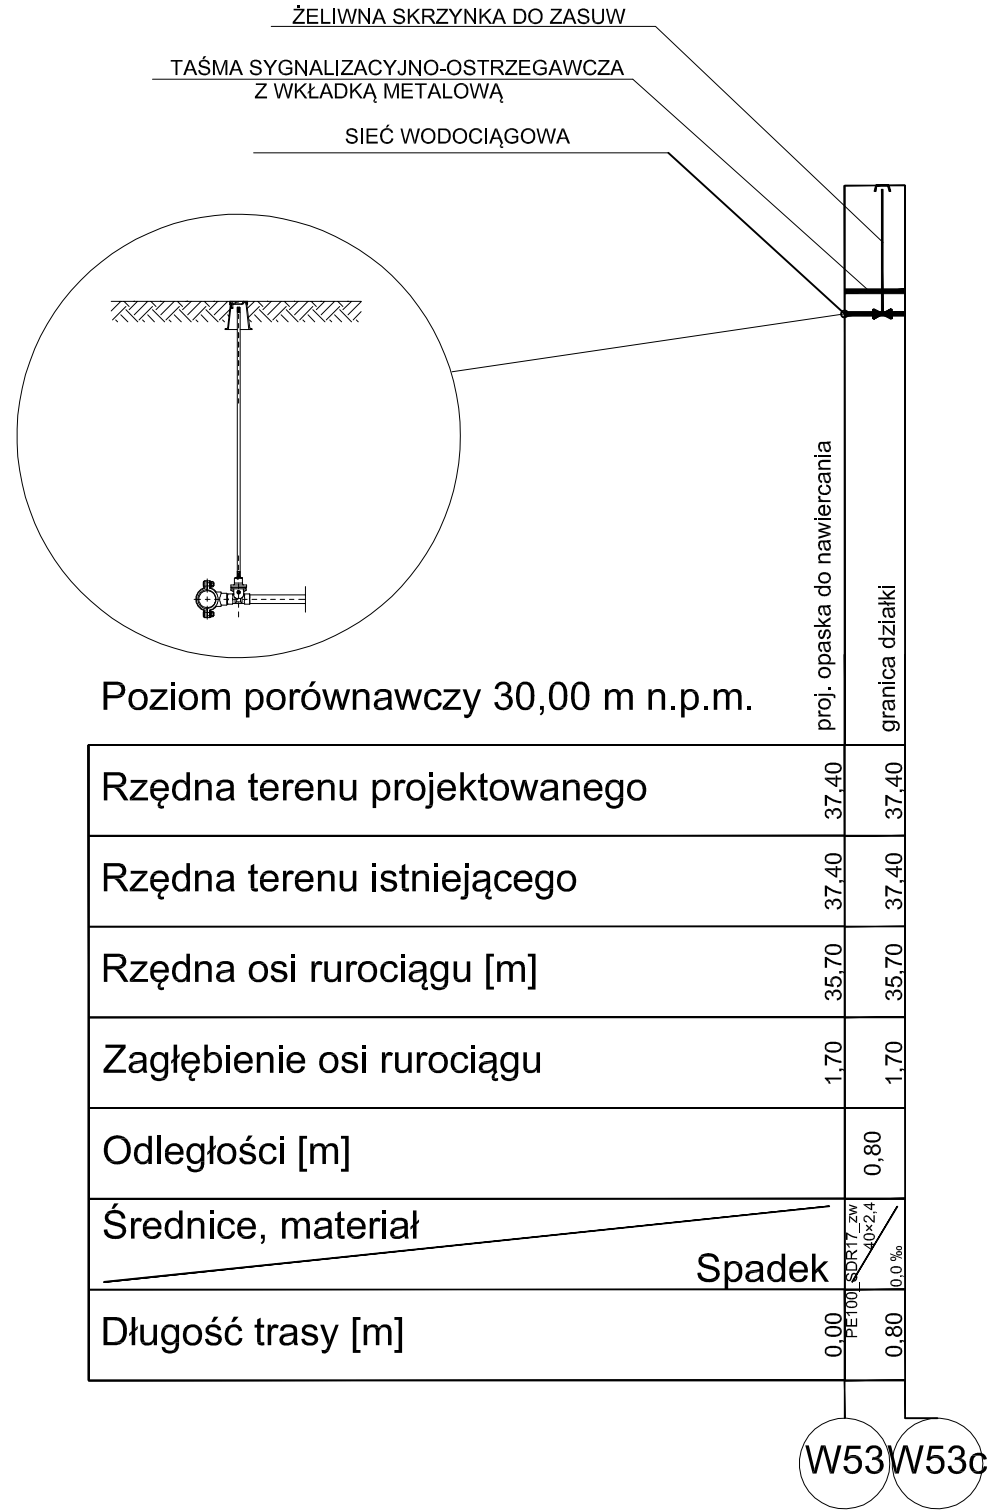 ŻELIWNA SKRZYNKA DO ZASUW
TAŚMA SYGNALIZACYJNO-OSTRZEGAWCZA
Z WKŁADKĄ METALOWĄ
SIEĆ WODOCIĄGOWA
proj. opaska do nawiercania
granica działki
Poziom porównawczy 30,00 m n.p.m.
Rzędna terenu projektowanego 37,40 37,40
Rzędna terenu istniejącego 37,40 37,40
Rzędna osi rurociągu [m] 35,70 35,70
Zagłębienie osi rurociągu 1,70 1,70
Odległości [m] 0,80
Średnice, materiał
Spadek
PE100_SDR17_zw
40×2,4
0,0 ‰
Długość trasy [m] 0,00 0,80
W53 W53c